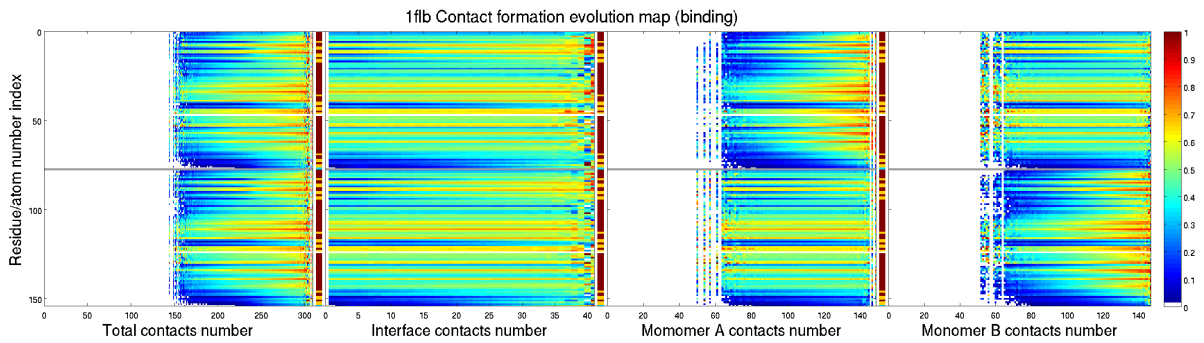 1flb Contact formation evolution map (binding)
Residue/atom number index
0
50
100
150
0 50 100 150 200 250 300
0 5 10 15 20 25 30 35 40
0 20 40 60 80 100 120 140
0 20 40 60 80 100 120 140
Total contacts number
Interface contacts number
Momomer A contacts number
Monomer B contacts number
1
0.9
0.8
0.7
0.6
0.5
0.4
0.3
0.2
0.1
0